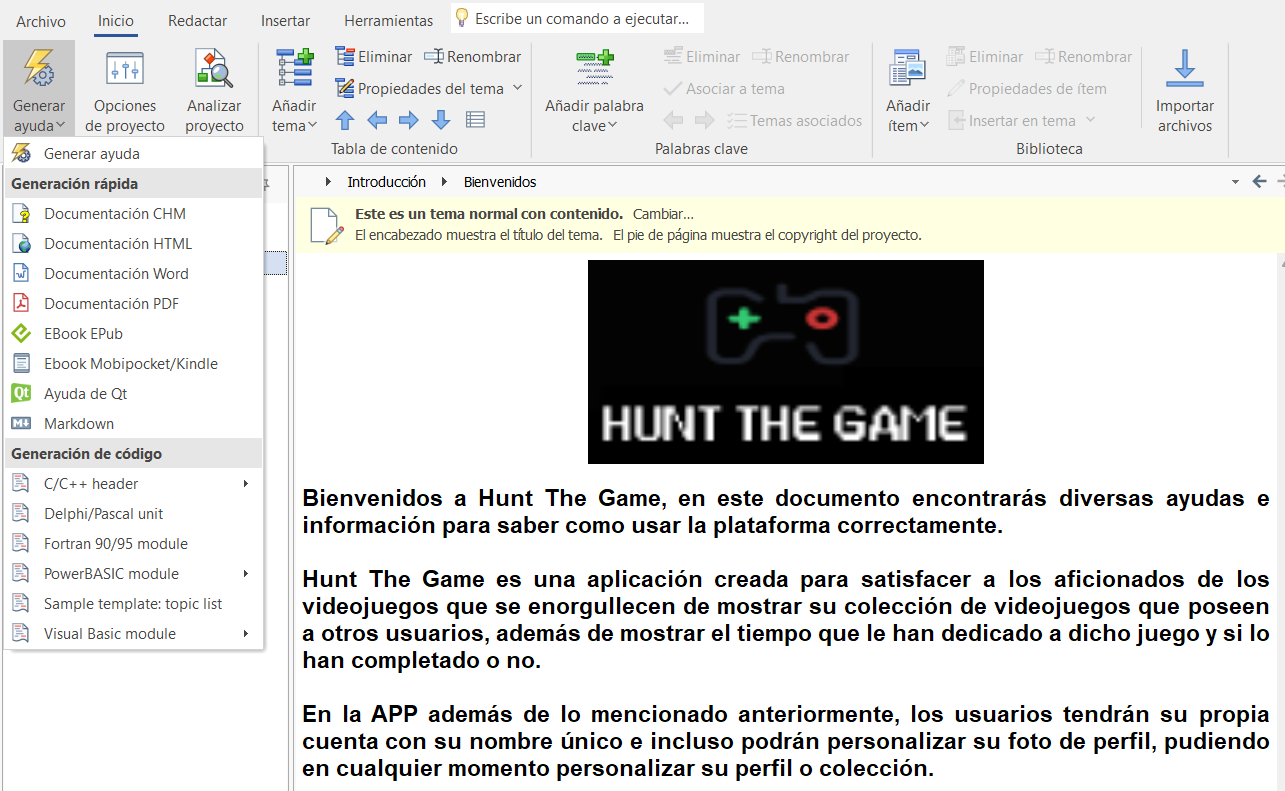 Archivo Inicio Redactar Insertar Herramientas Escribe un comando a ejecutar...
Generar ayuda
Opciones de proyecto
Analizar proyecto
Añadir tema
Eliminar Renombrar
Propiedades del tema
Tabla de contenido
Añadir palabra clave
Eliminar Renombrar
Asociar a tema
Temas asociados
Palabras clave
Añadir ítem
Eliminar Renombrar
Propiedades de ítem
Insertar en tema
Biblioteca
Importar archivos
Generar ayuda
Generación rápida
Documentación CHM
Documentación HTML
Documentación Word
Documentación PDF
EBook EPub
Ebook Mobipocket/Kindle
Qt Ayuda de Qt
Markdown
Generación de código
C/C++ header
Delphi/Pascal unit
Fortran 90/95 module
PowerBASIC module
Sample template: topic list
Visual Basic module
Introducción Bienvenidos
Este es un tema normal con contenido. Cambiar...
El encabezado muestra el título del tema. El pie de página muestra el copyright del proyecto.
HUNT THE GAME
Bienvenidos a Hunt The Game, en este documento encontrarás diversas ayudas e
información para saber como usar la plataforma correctamente.
Hunt The Game es una aplicación creada para satisfacer a los aficionados de los
videojuegos que se enorgullecen de mostrar su colección de videojuegos que poseen
a otros usuarios, además de mostrar el tiempo que le han dedicado a dicho juego y si lo
han completado o no.
En la APP además de lo mencionado anteriormente, los usuarios tendrán su propia
cuenta con su nombre único e incluso podrán personalizar su foto de perfil, pudiendo
en cualquier momento personalizar su perfil o colección.